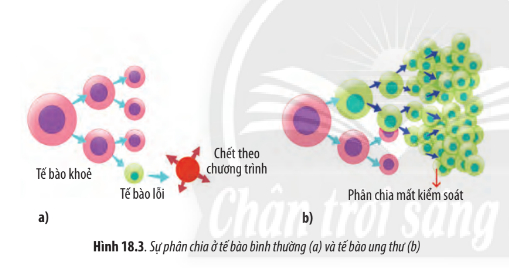 Chết theo
chương trình
Tế bào khoẻ
Tế bào lỗi
Phân chia mất kiểm soát
a)
b)
Chân trời sáng
Hình 18.3. Sự phân chia ở tế bào bình thường (a) và tế bào ung thư (b)